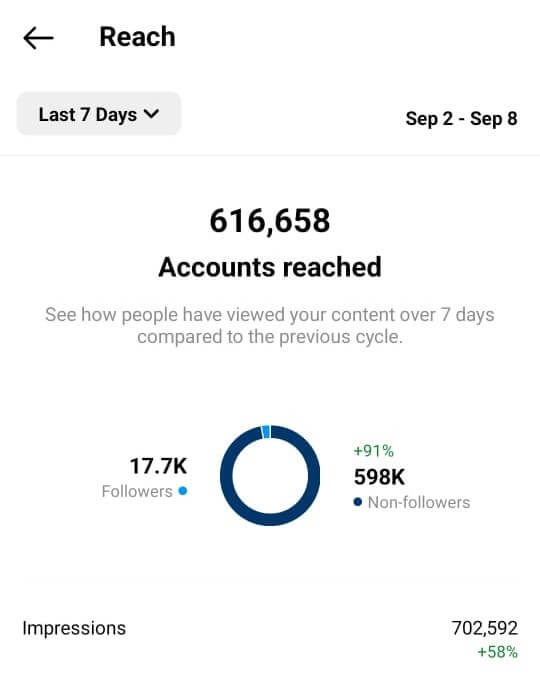 Reach
Last 7 Days
Sep 2 - Sep 8
616,658
Accounts reached
See how people have viewed your content over 7 days
compared to the previous cycle.
17.7K
Followers
+91%
598K
Non-followers
Impressions
702,592
+58%